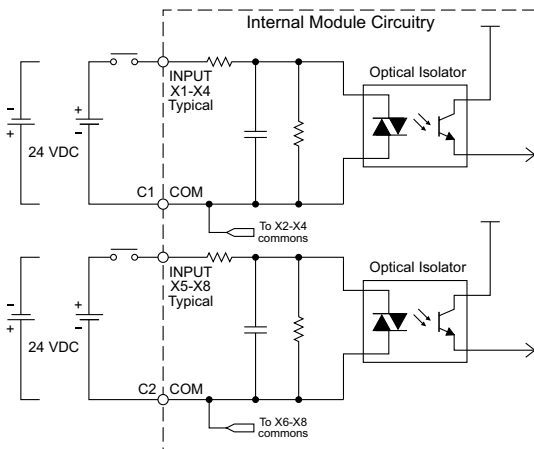 Internal Module Circuitry
INPUT
X1-X4
Typical
Optical Isolator
-
+
+
-
24 VDC
C1 COM
To X2-X4
commons
INPUT
X5-X8
Typical
Optical Isolator
-
+
+
-
24 VDC
C2 COM
To X6-X8
commons